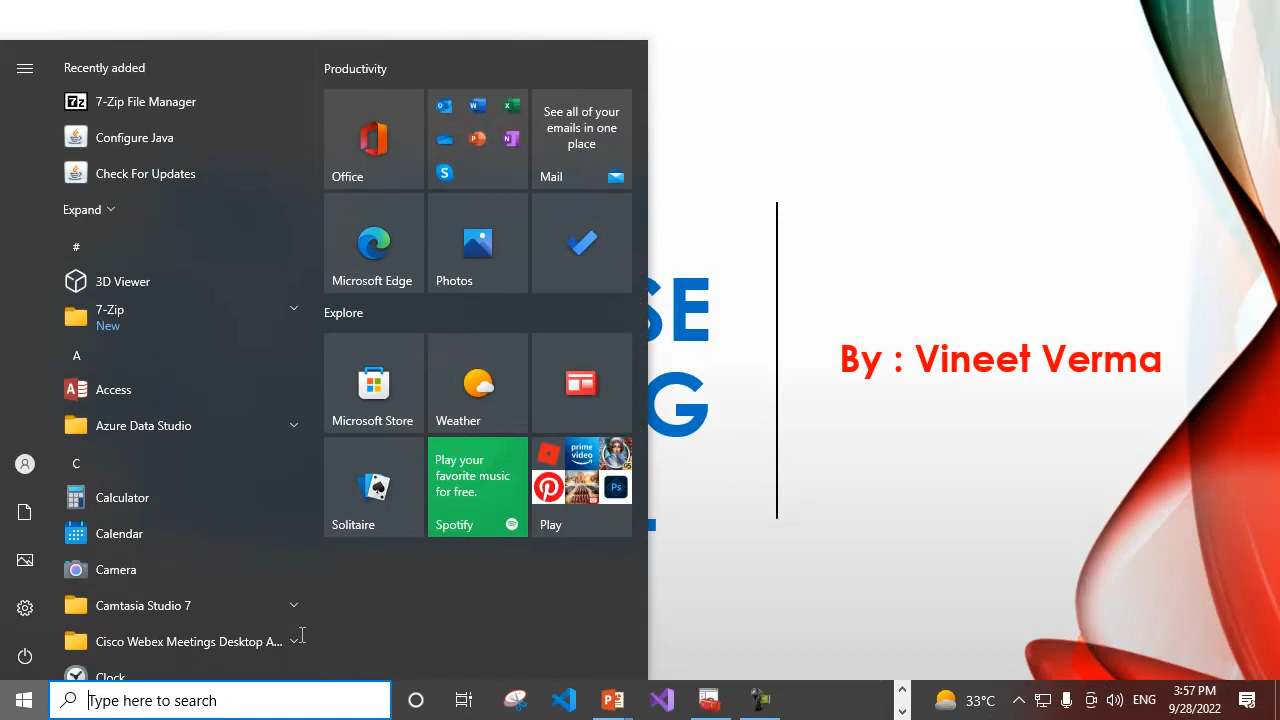 Recently added
7-Zip File Manager
Configure Java
Check For Updates
Expand
#
3D Viewer
7-Zip
New
A
Access
Azure Data Studio
C
Calculator
Calendar
Camera
Camtasia Studio 7
Cisco Webex Meetings Desktop A...
Clock
Productivity
Office
See all of your
emails in one
place
Mail
Microsoft Edge
Photos
Explore
Microsoft Store
Weather
Solitaire
Play your
favorite music
for free.
Spotify
prime
video
Ps
Play
SE
G
By : Vineet Verma
Type here to search
33°C
ENG
3:57 PM
9/28/2022